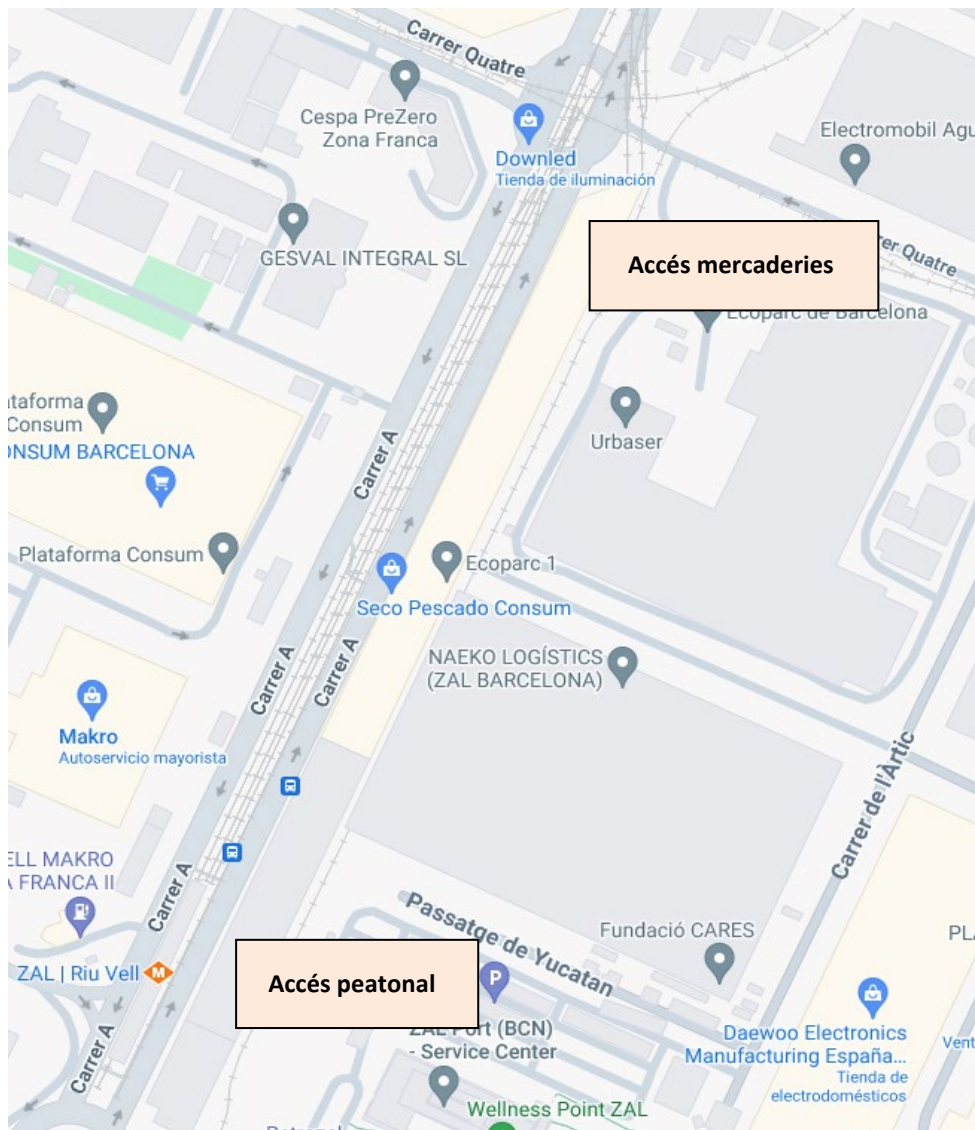 Carrer Quatre
Cespa PreZero
Zona Franca
Downled
Tienda de iluminación
Electromobil Agu
GESVAL INTEGRAL SL
Accés mercaderies
rer Quatre
Ecoparc de Barcelona
ataforma
Consum
ONSUM BARCELONA
Urbaser
Carrer A
Plataforma Consum
Ecoparc 1
Seco Pescado Consum
Carrer A
Carrer A
NAEKO LOGÍSTICS
(ZAL BARCELONA)
Makro
Autoservicio mayorista
Carrer de l'Àrtic
ELL MAKRO
A FRANCA II
Carrer A
Passatge de Yucatan
Fundació CARES
PLA
ZAL | Riu Vell
M
Accés peatonal
P
ZAL Port (BCN)
- Service Center
Daewoo Electronics
Manufacturing España...
Tienda de
electrodomésticos
Vent
Carrer A
Wellness Point ZAL